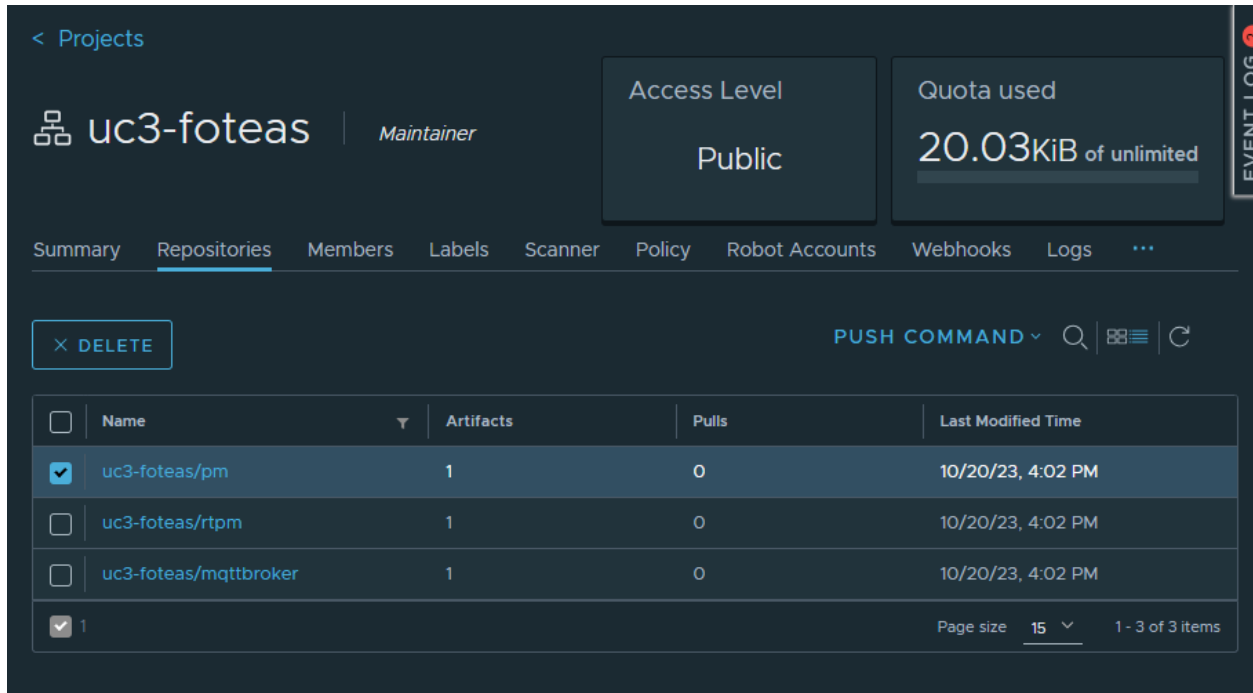 < Projects
uc3-foteas
Maintainer
Access Level
Public
Quota used
20.03KiB of unlimited
EVENT LOG
Summary Repositories Members Labels Scanner Policy Robot Accounts Webhooks Logs ...
× DELETE
PUSH COMMAND
Name Artifacts Pulls Last Modified Time
uc3-foteas/pm 1 0 10/20/23, 4:02 PM
uc3-foteas/rtpm 1 0 10/20/23, 4:02 PM
uc3-foteas/mqttbroker 1 0 10/20/23, 4:02 PM
1 Page size 15 1 - 3 of 3 items